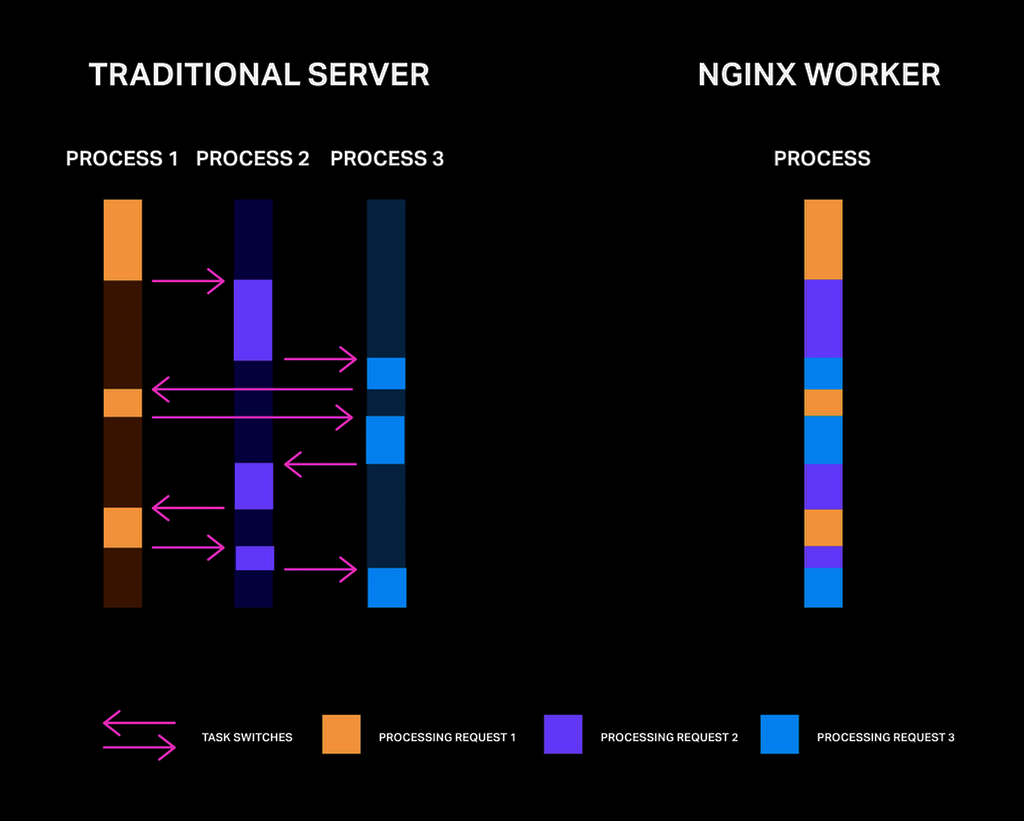 TRADITIONAL SERVER
NGINX WORKER
PROCESS 1 PROCESS 2 PROCESS 3
PROCESS
TASK SWITCHES
PROCESSING REQUEST 1
PROCESSING REQUEST 2
PROCESSING REQUEST 3